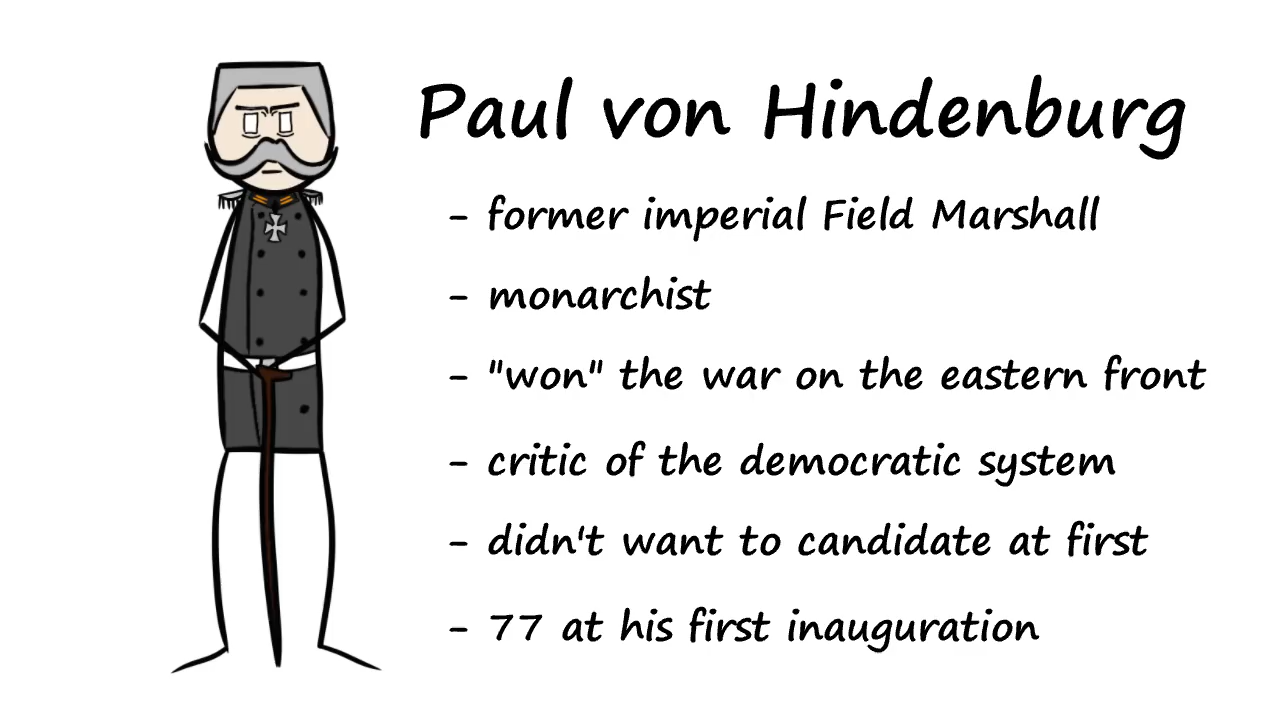 Paul von Hindenburg
- former imperial Field Marshall
- monarchist
- "won" the war on the eastern front
- critic of the democratic system
- didn't want to candidate at first
- 77 at his first inauguration